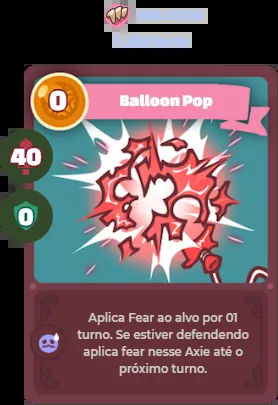 0
Balloon Pop
40
0
Aplica Fear ao alvo por 01
turno. Se estiver defendendo
aplica fear nesse Axie até o
próximo turno.